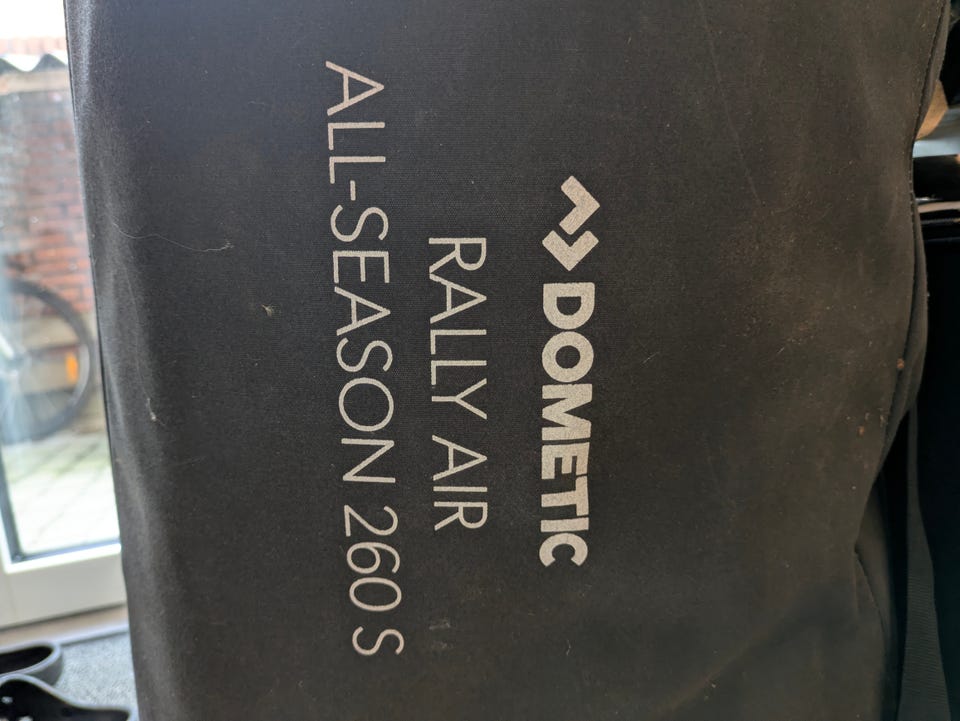 DOMETIC
RALLY AIR
ALL-SEASON 260 S